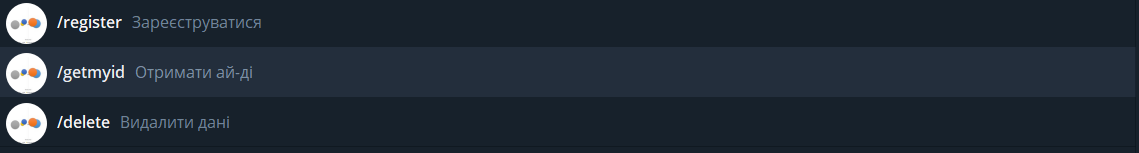 /register Зареєструватися
/getmyid Отримати ай-ді
/delete Видалити дані